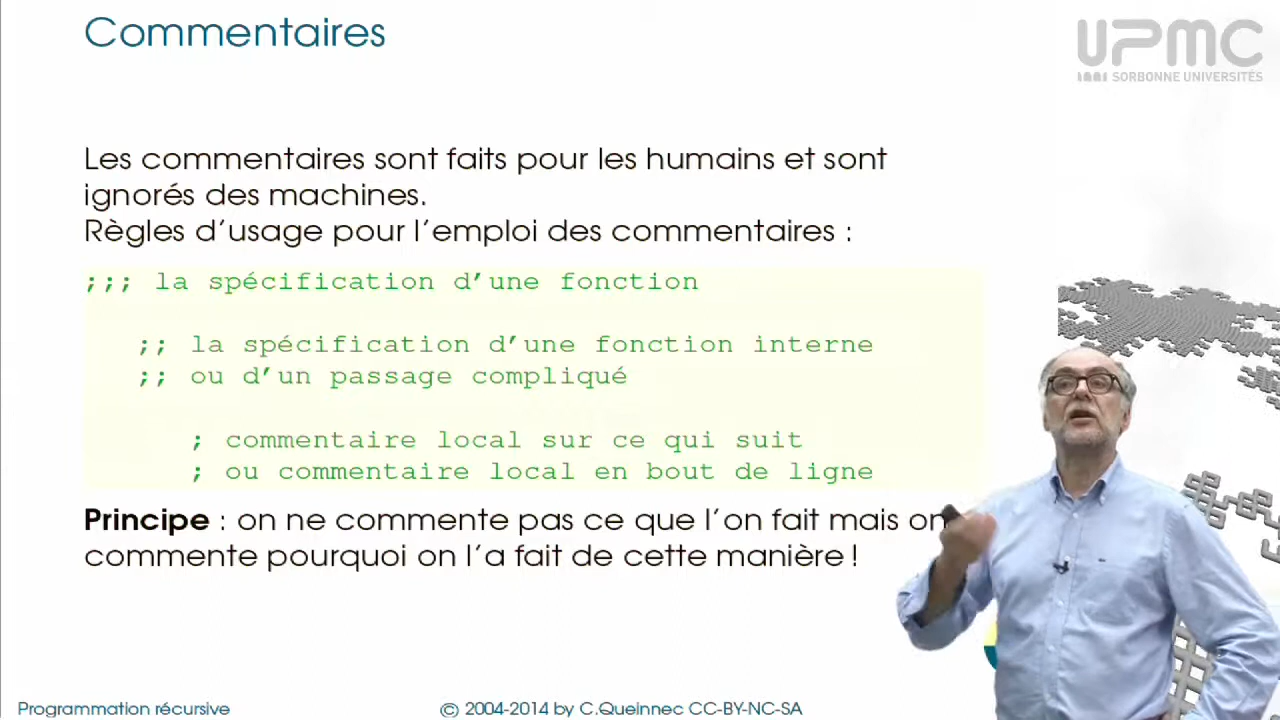 Commentaires
UPMC
SORBONNE UNIVERSITÉS
Les commentaires sont faits pour les humains et sont
ignorés des machines.
Règles d'usage pour l'emploi des commentaires :
;;; la spécification d'une fonction
;; la spécification d'une fonction interne
;; ou d'un passage compliqué
; commentaire local sur ce qui suit
; ou commentaire local en bout de ligne
Principe : on ne commente pas ce que l'on fait mais on
commente pourquoi on l'a fait de cette manière !
Programmation récursive
© 2004-2014 by C.Queinnec CC-BY-NC-SA